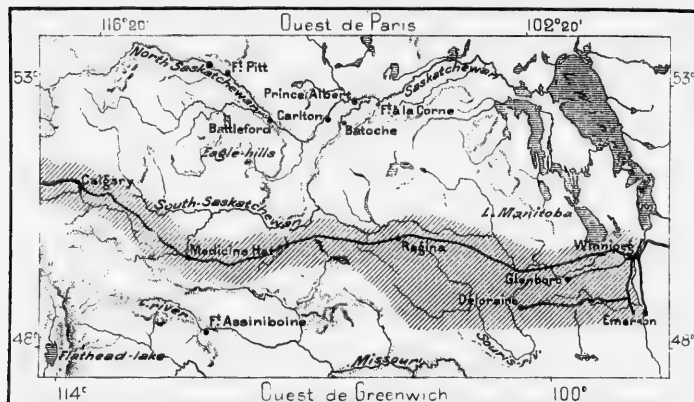 116°20'
Ouest de Paris
102°20'
53°
53°
North Saskatchewan
Ft Pitt
Saskatchewan
Prince Albert
Ft à la Corne
Carlton
Battleford
Batoche
Eagle-hills
Calgary
South-Saskatchewan
L. Manitoba
Medicine Hat
Regina
Winnipeg
Glenboro
Deloraine
Ft Assiniboine
Emerson
48°
48°
Flathead-lake
Missouri
Souris-riv
114°
Ouest de Greenwich
100°